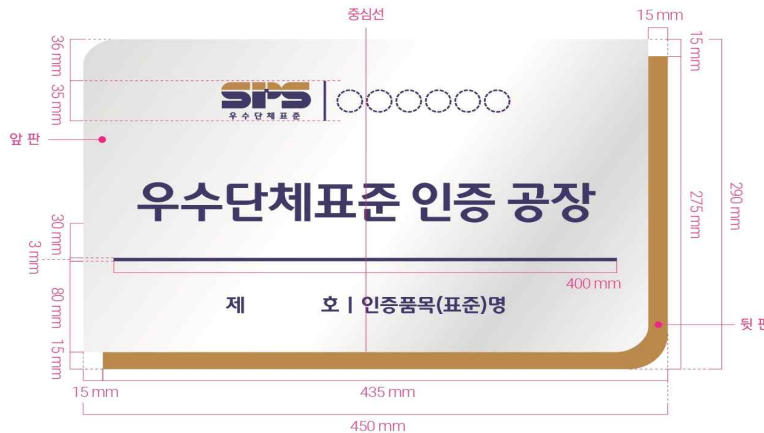 중심선
15 mm
36 mm
15 mm
35 mm
SPS
우수단체표준
앞 판
우수단체표준 인증 공장
290 mm
275 mm
30 mm
3 mm
400 mm
80 mm
제 호 | 인증품목(표준)명
뒷 판
15 mm
15 mm
435 mm
450 mm